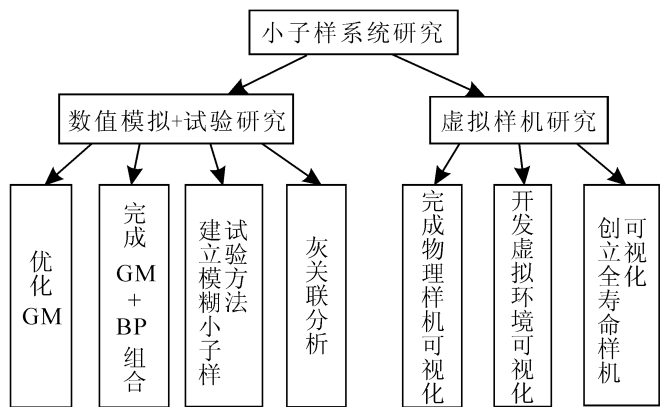 小子样系统研究
数值模拟+试验研究
虚拟样机研究
优化
GM
完成
GM
+
BP
组合
建立模糊小子样
试验方法
灰关联分析
完成物理样机可视化
开发虚拟环境可视化
创立全寿命样机
可视化